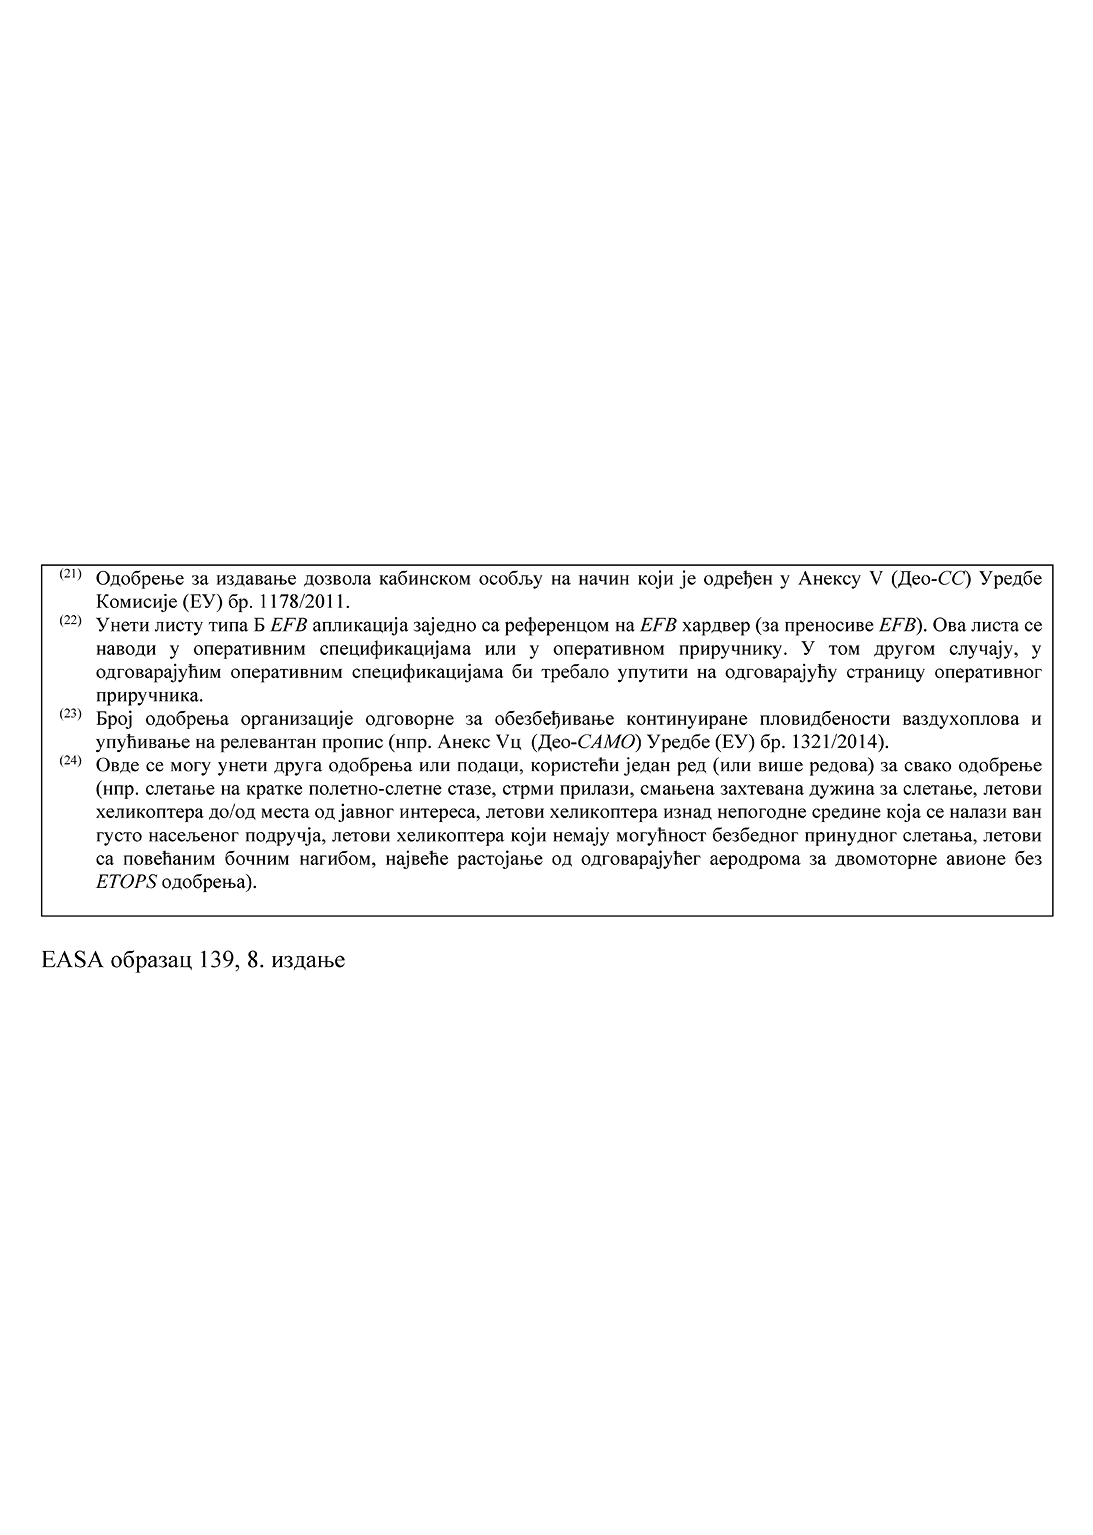 (21) Одобрење за издавање дозвола кабинском особљу на начин који је одређен у Анексу V (Део-CC) Уредбе
Комисије (ЕУ) бр. 1178/2011.
(22) Унети листу типа Б EFB апликација заједно са референцом на EFB хардвер (за преносиве EFB). Ова листа се
наводи у оперативним спецификацијама или у оперативном приручнику. У том другом случају, у
одговарајућим оперативним спецификацијама би требало упутити на одговарајућу страницу оперативног
приручника.
(23) Број одобрења организације одговорне за обезбеђивање континуиране пловидбености ваздухоплова и
упућивање на релевантан пропис (нпр. Анекс Vц (Део-CAMO) Уредбе (ЕУ) бр. 1321/2014).
(24) Овде се могу унети друга одобрења или подаци, користећи један ред (или више редова) за свако одобрење
(нпр. слетање на кратке полетно-слетне стазе, стрми прилази, смањена захтевана дужина за слетање, летови
хеликоптера до/од места од јавног интереса, летови хеликоптера изнад непогодне средине која се налази ван
густо насељеног подручја, летови хеликоптера који немају могућност безбедног принудног слетања, летови
са повећаним бочним нагибом, највеће растојање од одговарајућег аеродрома за двомоторне авионе без
ETOPS одобрења).
EASA образац 139, 8. издање